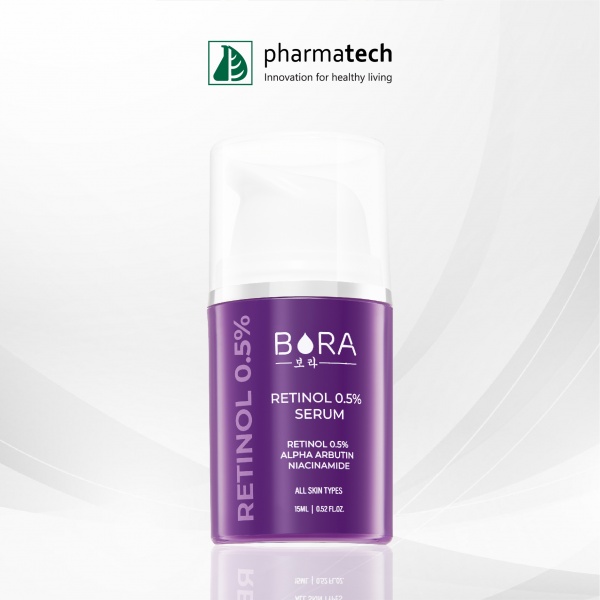 pharmatech
Innovation for healthy living
RETINOL 0.5%
BORA
보라
RETINOL 0.5%
SERUM
RETINOL 0.5%
ALPHA ARBUTIN
NIACINAMIDE
ALL SKIN TYPES
15ML | 0.52 FL.OZ.